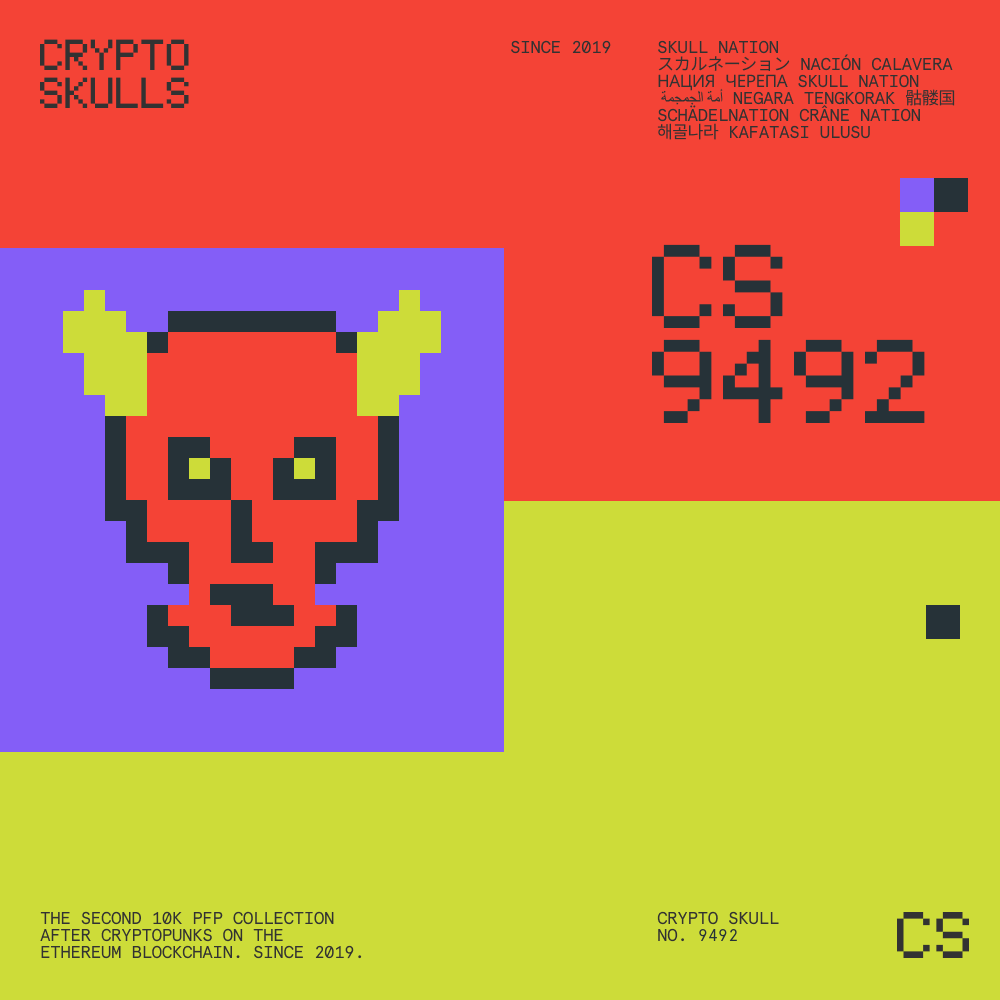 CRYPTO
SKULLS
SINCE 2019
SKULL NATION
スカルネーション NACIÓN CALAVERA
НАЦИЯ ЧЕРЕПА SKULL NATION
أمة الجمجمة NEGARA TENGKORAK 骷髅国
SCHÄDELNATION CRÂNE NATION
해골나라 KAFATASI ULUSU
CS
9492
THE SECOND 10K PFP COLLECTION
AFTER CRYPTOPUNKS ON THE
ETHEREUM BLOCKCHAIN. SINCE 2019.
CRYPTO SKULL
NO. 9492
CS